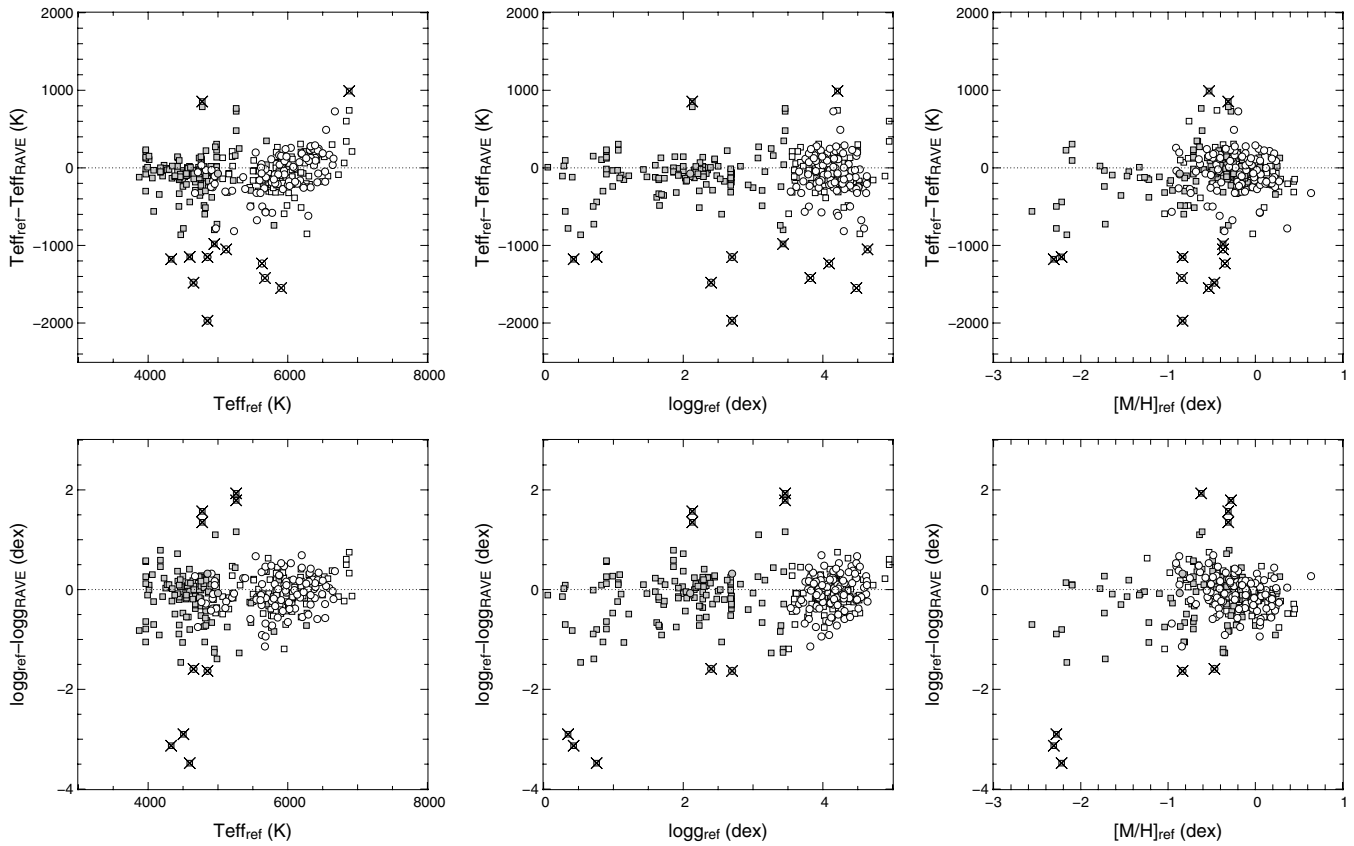 2000
1000
0
−1000
−2000
Teff_ref−Teff_RAVE (K)
4000 6000 8000
Teff_ref (K)
2000
1000
0
−1000
−2000
Teff_ref−Teff_RAVE (K)
0 2 4
logg_ref (dex)
2000
1000
0
−1000
−2000
Teff_ref−Teff_RAVE (K)
−3 −2 −1 0 1
[M/H]_ref (dex)
2
0
−2
−4
logg_ref−logg_RAVE (dex)
4000 6000 8000
Teff_ref (K)
2
0
−2
−4
logg_ref−logg_RAVE (dex)
0 2 4
logg_ref (dex)
2
0
−2
−4
logg_ref−logg_RAVE (dex)
−3 −2 −1 0 1
[M/H]_ref (dex)